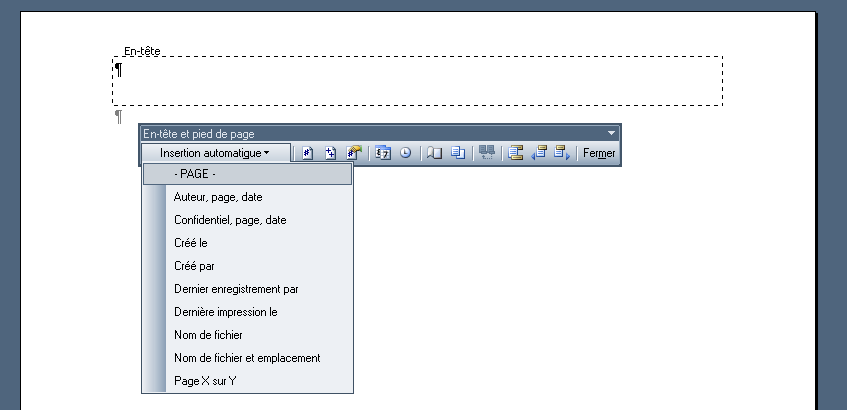 En-tête
¶
¶
En-tête et pied de page
Insertion automatique Fermer
- PAGE -
Auteur, page, date
Confidentiel, page, date
Créé le
Créé par
Dernier enregistrement par
Dernière impression le
Nom de fichier
Nom de fichier et emplacement
Page X sur Y